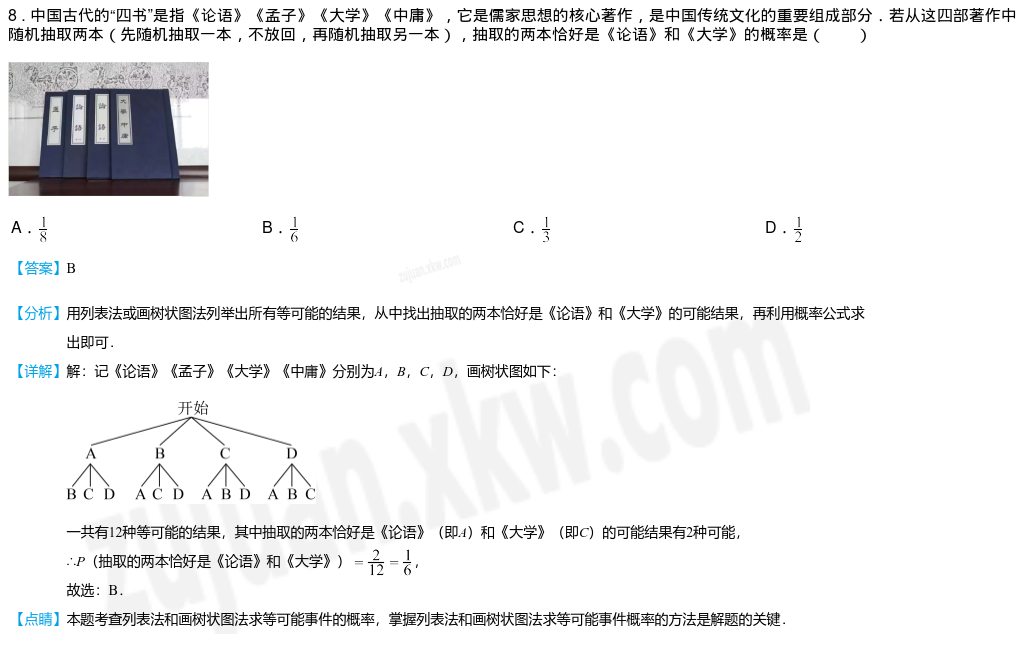 8．中国古代的“四书”是指《论语》《孟子》《大学》《中庸》，它是儒家思想的核心著作，是中国传统文化的重要组成部分．若从这四部著作中
随机抽取两本（先随机抽取一本，不放回，再随机抽取另一本），抽取的两本恰好是《论语》和《大学》的概率是（　　）
孟子 論語 論語 大學 中庸
A．1/8 B．1/6 C．1/3 D．1/2
【答案】B
zujuan.xkw.com
【分析】用列表法或画树状图法列举出所有等可能的结果，从中找出抽取的两本恰好是《论语》和《大学》的可能结果，再利用概率公式求
出即可．
【详解】解：记《论语》《孟子》《大学》《中庸》分别为A，B，C，D，画树状图如下：
开始
A B C D
B C D A C D A B D A B C
一共有12种等可能的结果，其中抽取的两本恰好是《论语》（即A）和《大学》（即C）的可能结果有2种可能，
∴P（抽取的两本恰好是《论语》和《大学》）＝2/12＝1/6，
故选：B．
【点睛】本题考查列表法和画树状图法求等可能事件的概率，掌握列表法和画树状图法求等可能事件概率的方法是解题的关键．
zujuan.xkw.com